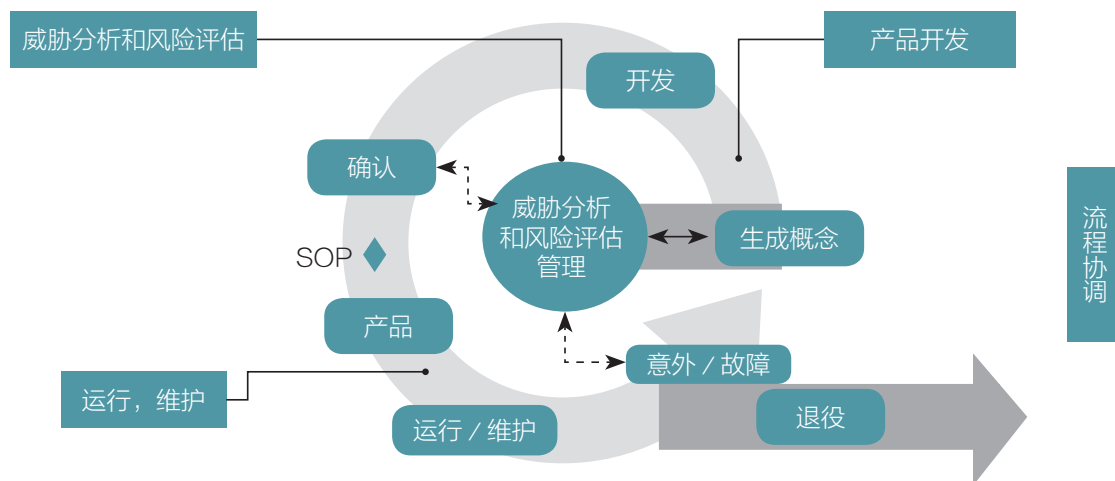 威胁分析和风险评估
产品开发
开发
确认
威胁分析
和风险评估
管理
生成概念
流程协调
SOP
产品
意外 / 故障
运行，维护
运行 / 维护
退役